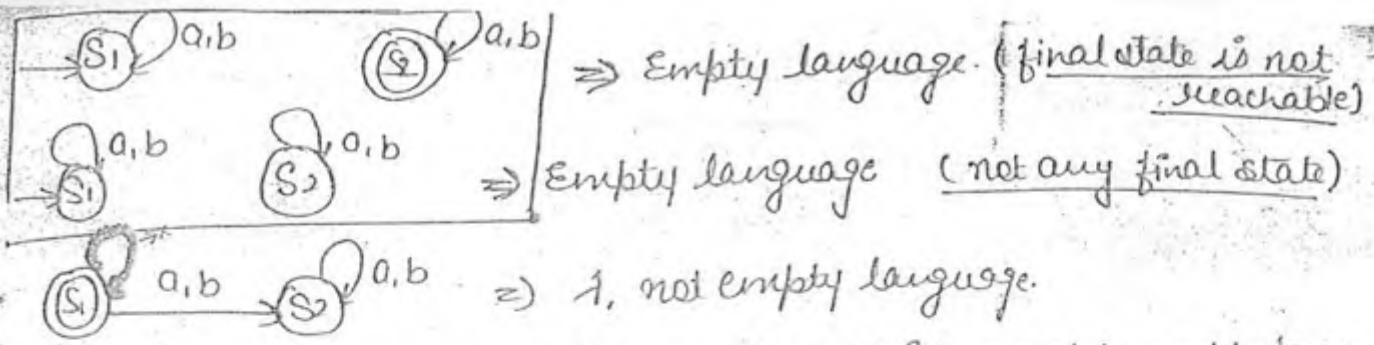 S1 a,b S2 a,b => Empty language. (final state is not
reachable)
S1 a,b S2 a,b => Empty language (not any final state)
S1 a,b S2 a,b => λ, not empty language.